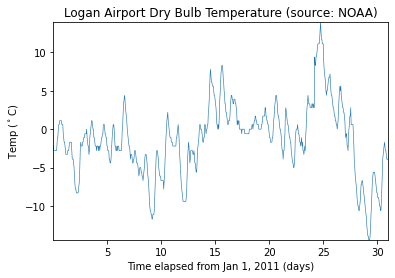 Logan Airport Dry Bulb Temperature (source: NOAA)
Temp (°C)
10
5
0
−5
−10
5 10 15 20 25 30
Time elapsed from Jan 1, 2011 (days)